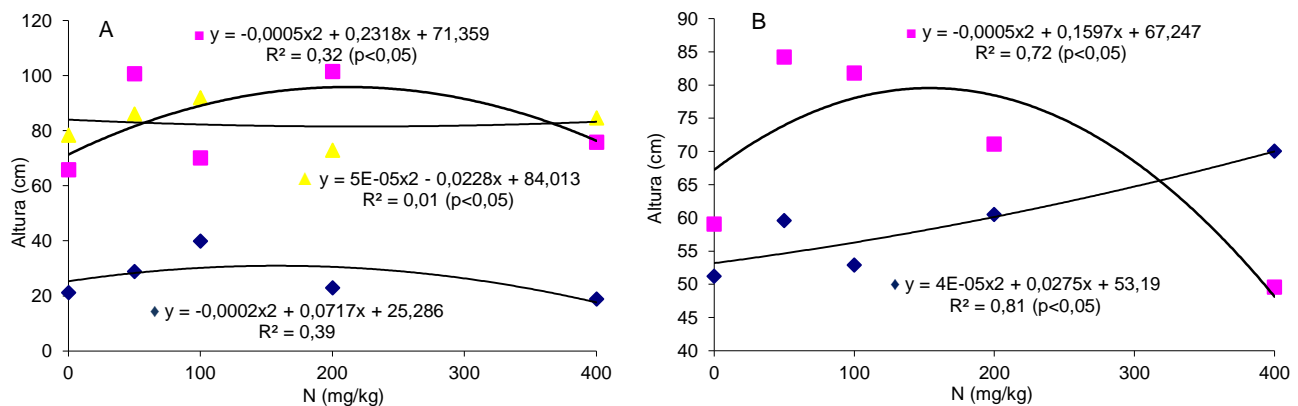 A
y = -0,0005x2 + 0,2318x + 71,359
R² = 0,32 (p<0,05)
y = 5E-05x2 - 0,0228x + 84,013
R² = 0,01 (p<0,05)
y = -0,0002x2 + 0,0717x + 25,286
R² = 0,39
Altura (cm)
120
100
80
60
40
20
0
0 100 200 300 400
N (mg/kg)
B
y = -0,0005x2 + 0,1597x + 67,247
R² = 0,72 (p<0,05)
y = 4E-05x2 + 0,0275x + 53,19
R² = 0,81 (p<0,05)
Altura (cm)
90
85
80
75
70
65
60
55
50
45
40
0 100 200 300 400
N (mg/kg)